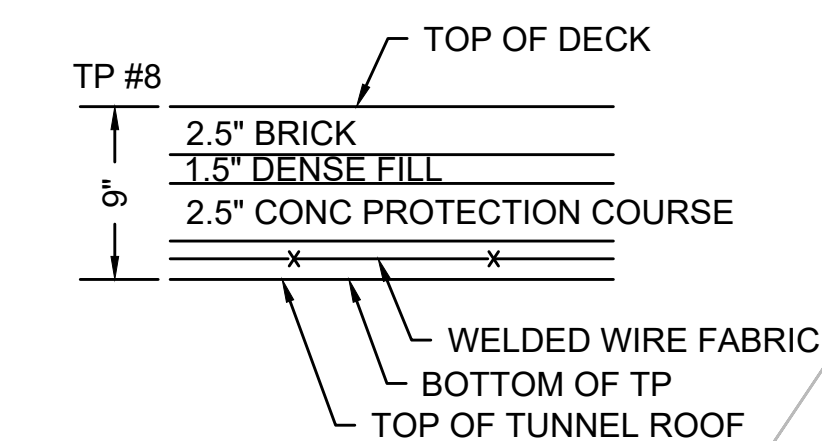 TOP OF DECK
TP #8
2.5" BRICK
1.5" DENSE FILL
9"
2.5" CONC PROTECTION COURSE
WELDED WIRE FABRIC
BOTTOM OF TP
TOP OF TUNNEL ROOF